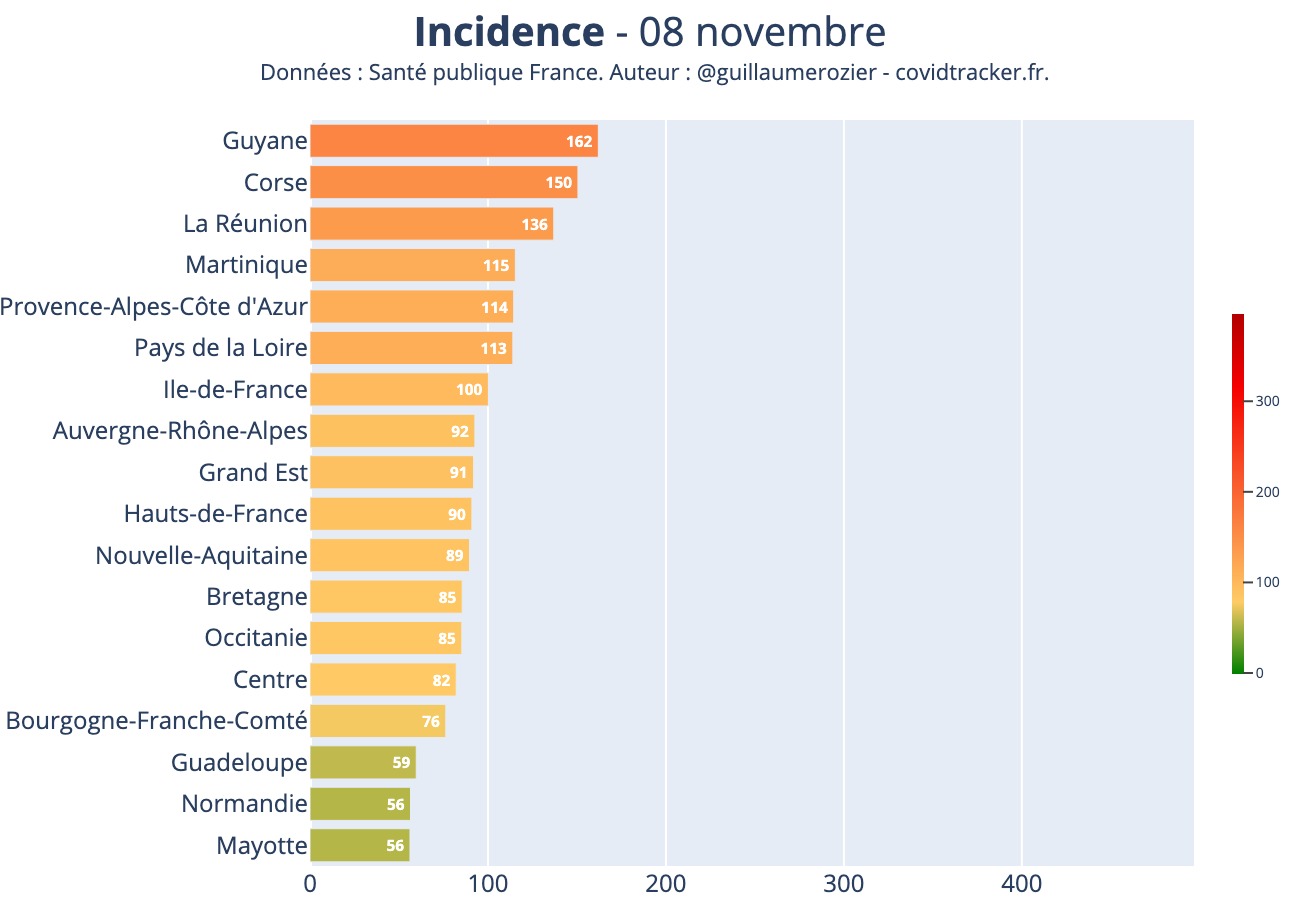 Incidence - 08 novembre
Données : Santé publique France. Auteur : @guillaumerozier - covidtracker.fr.
Guyane 162
Corse 150
La Réunion 136
Martinique 115
Provence-Alpes-Côte d'Azur 114
Pays de la Loire 113
Ile-de-France 100
Auvergne-Rhône-Alpes 92
Grand Est 91
Hauts-de-France 90
Nouvelle-Aquitaine 89
Bretagne 85
Occitanie 85
Centre 82
Bourgogne-Franche-Comté 76
Guadeloupe 59
Normandie 56
Mayotte 56
0 100 200 300 400
300
200
100
0